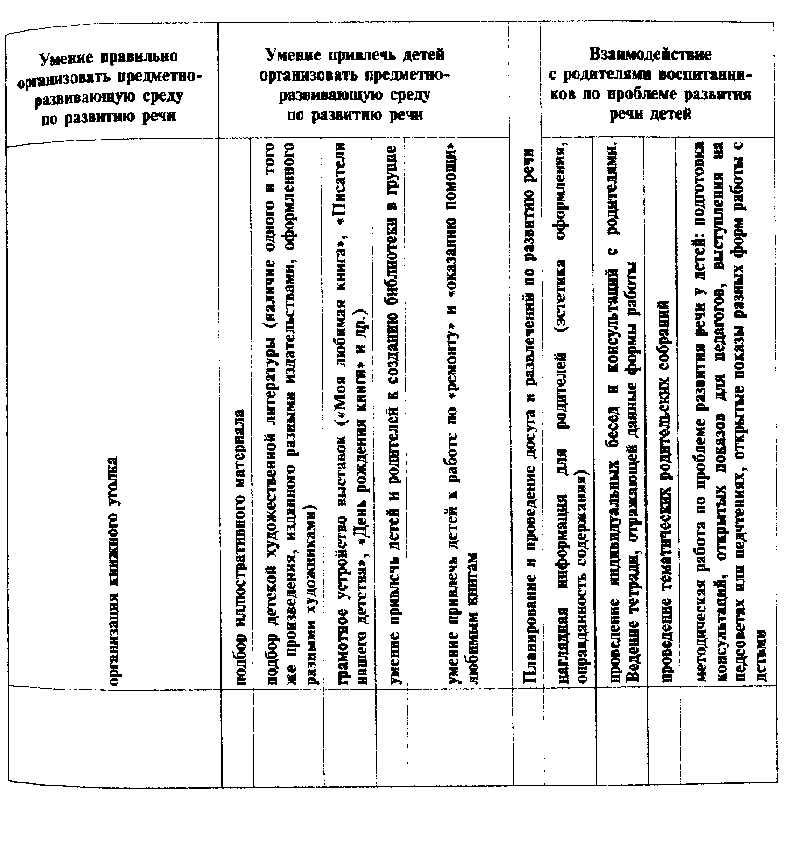 Умение правильно
организовать предметно-
развивающую среду
по развитию речи
Умение привлечь детей
организовать предметно-
развивающую среду
по развитию речи
Взаимодействие
с родителями воспитанни-
ков по проблеме развития
речи детей
организация книжного уголка
подбор иллюстративного материала
подбор детской художественной литературы (наличие одного и того
же произведения, изданного разными издательствами, оформленного
разными художниками)
грамотное устройство выставок («Моя любимая книга», «Писатели
нашего детства», «День рождения книги» и др.)
умение привлечь детей и родителей к созданию библиотеки в группе
умение привлечь детей к работе по «ремонту» и «оказанию помощи»
любимым книгам
Планирование и проведение досуга и развлечений по развитию речи
наглядная информация для родителей (эстетика оформления,
оправданность содержания)
проведение индивидуальных бесед и консультаций с родителями.
Ведение тетради, отражающей данные формы работы
проведение тематических родительских собраний
методическая работа по проблеме развития речи у детей: подготовка
консультаций, открытых показов для педагогов, выступления на
педсоветах или педчтениях, открытые показы разных форм работы с
детьми